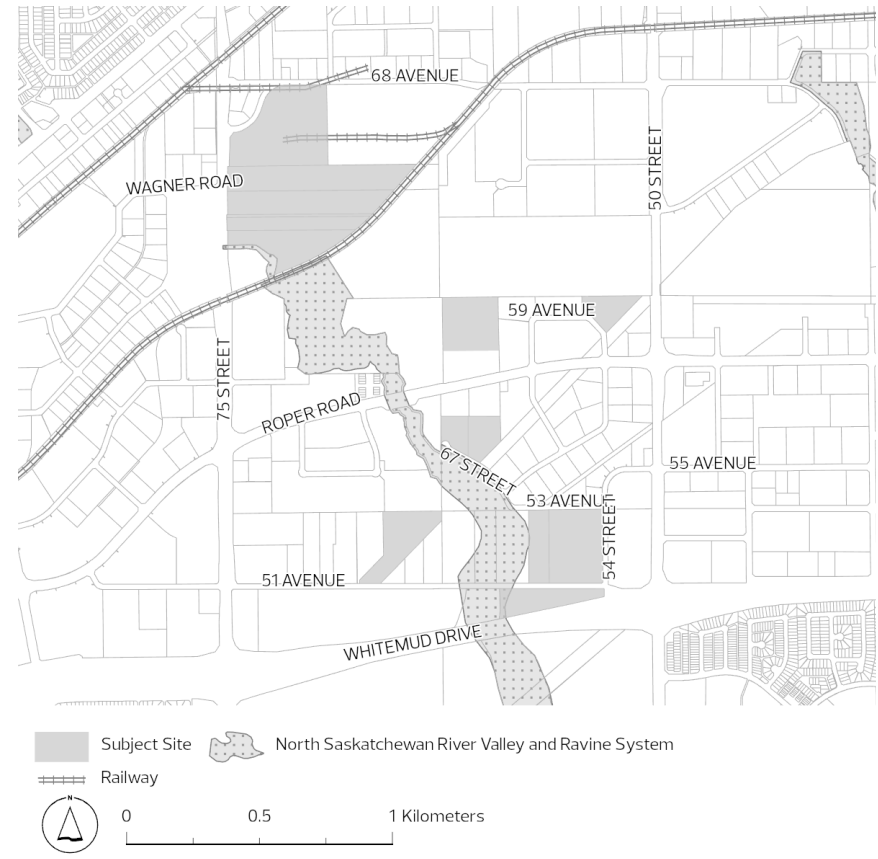 68 AVENUE
50 STREET
WAGNER ROAD
59 AVENUE
75 STREET
ROPER ROAD
67 STREET
55 AVENUE
53 AVENUE
54 STREET
51 AVENUE
WHITEMUD DRIVE
Subject Site
North Saskatchewan River Valley and Ravine System
Railway
N
0
0.5
1 Kilometers